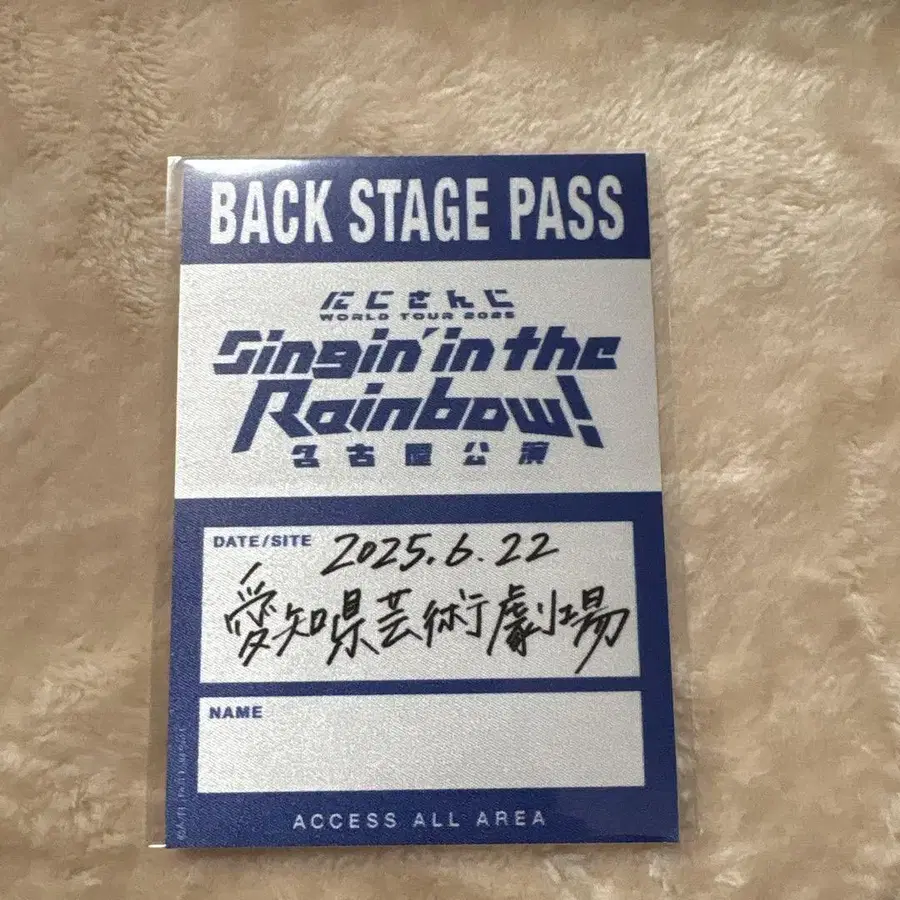 BACK STAGE PASS
にじさんじ
WORLD TOUR 2025
Singin' in the
Rainbow!
名古屋公演
DATE/SITE 2025.6.22
愛知県芸術劇場
NAME
ACCESS ALL AREA